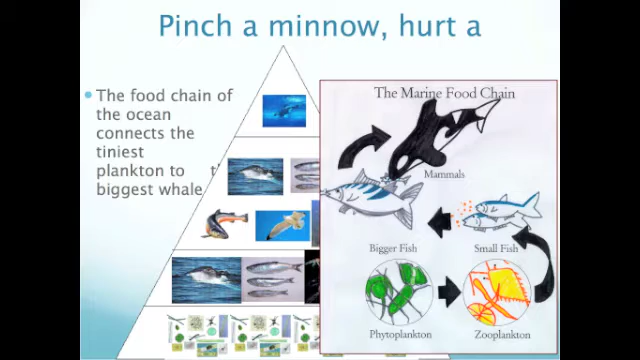 Pinch a minnow, hurt a
The food chain of
the ocean
connects the
tiniest
plankton to
biggest whale
The Marine Food Chain
Mammals
Bigger Fish
Small Fish
Phytoplankton
Zooplankton